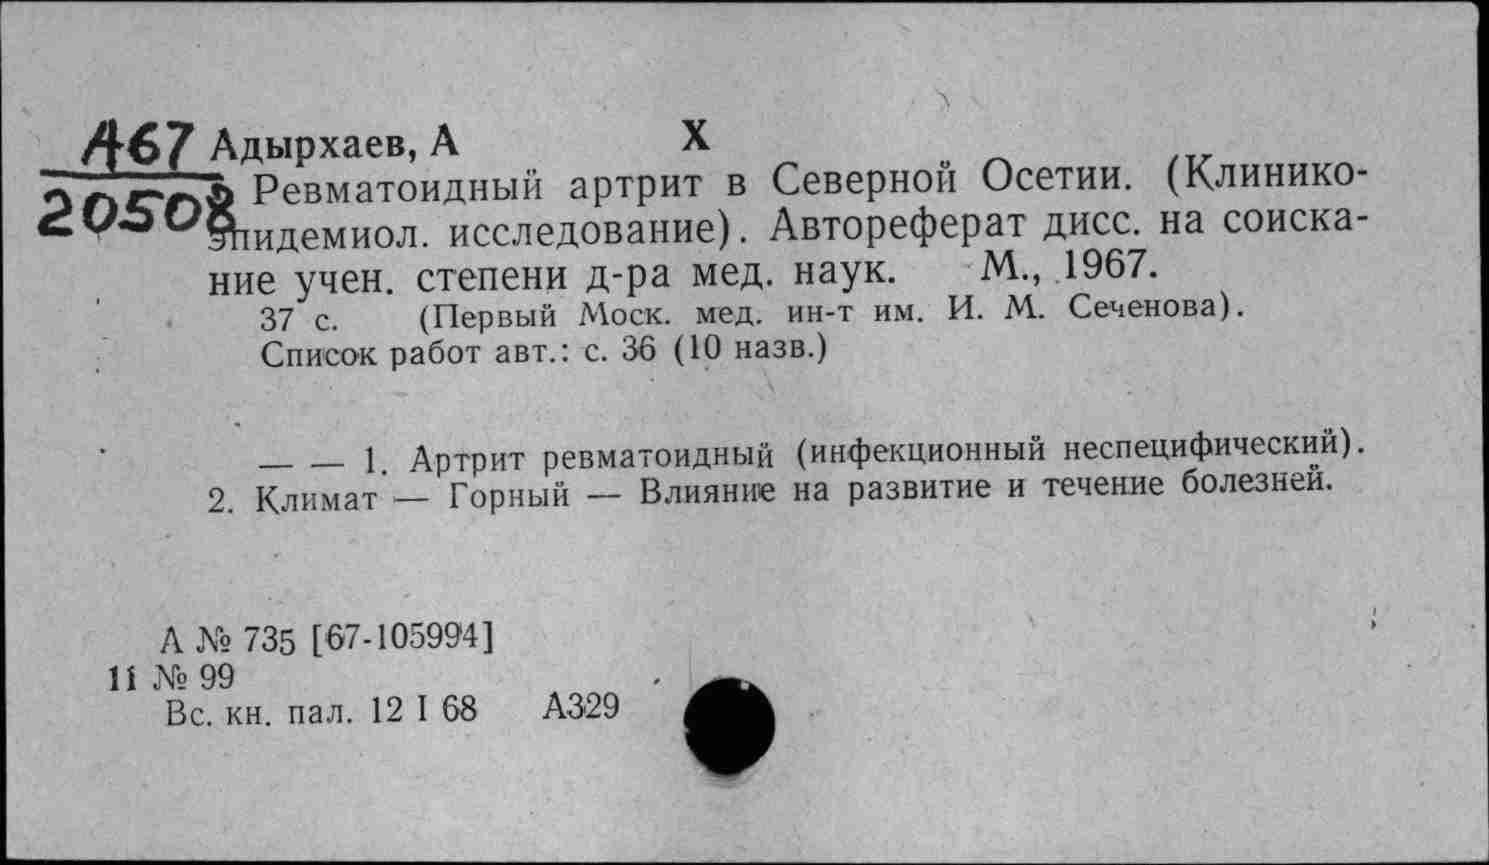 А67 Адырхаев, А Х
20508 Ревматоидный артрит в Северной Осетии. (Клинико-
эпидемиол. исследование). Автореферат дисс. на соиска-
ние учен. степени д-ра мед. наук. М., 1967.
37 с. (Первый Моск. мед. ин-т им. И. М. Сеченова).
Список работ авт.: с. 36 (10 назв.)
— — 1. Артрит ревматоидный (инфекционный неспецифический).
2. Климат — Горный — Влияние на развитие и течение болезней.
А № 735 [67-105994]
11 № 99
Вс. кн. пал. 12 I 68 А329